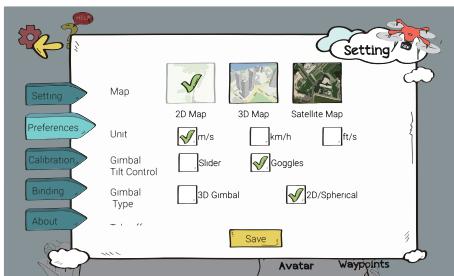 HELP
Setting
Setting
Preferences
Calibration
Binding
About
Map
2D Map
3D Map
Satellite Map
Unit
m/s
km/h
ft/s
Gimbal
Tilt Control
Slider
Goggles
Gimbal
Type
3D Gimbal
2D/Spherical
Save
Avatar
Waypoints